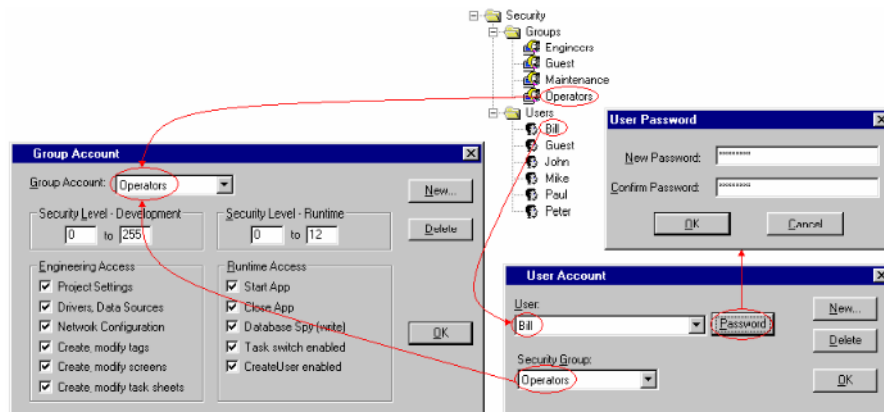 Security
Groups
Engineers
Guest
Maintenance
Operators
Users
Bill
Guest
John
Mike
Paul
Peter
User Password
New Password: ********
Confirm Password: ********
OK Cancel
Group Account
Group Account: Operators
New...
Delete
Security Level - Development
0 to 255
Security Level - Runtime
0 to 12
Engineering Access
Project Settings
Drivers, Data Sources
Network Configuration
Create, modify tags
Create, modify screens
Create, modify task sheets
Runtime Access
Start App
Close App
Database Spy (write)
Task switch enabled
CreateUser enabled
OK
User Account
User:
Bill
Password
New...
Delete
Security Group:
Operators
OK